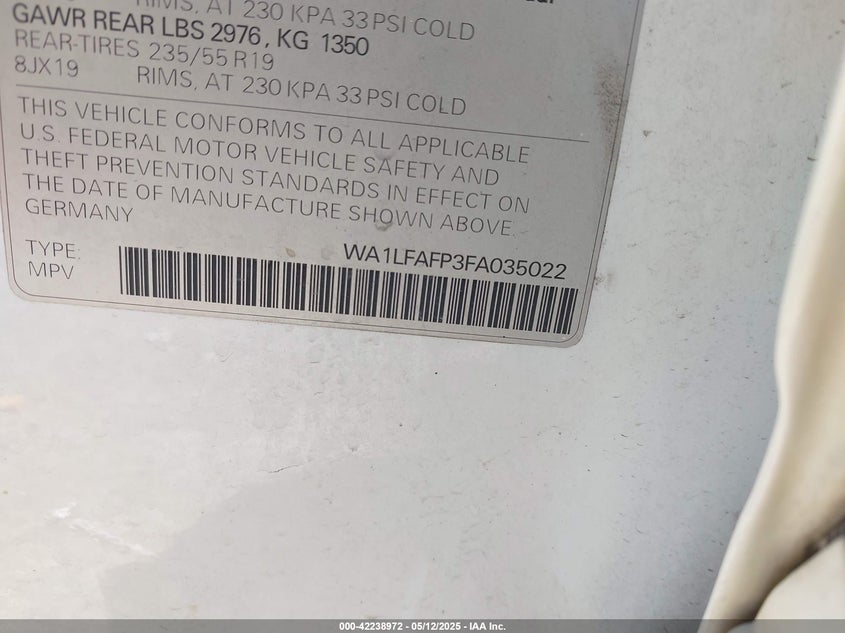 RIMS, AT 230 KPA 33 PSI COLD
GAWR REAR LBS 2976, KG 1350
REAR-TIRES 235/55 R19
8JX19 RIMS, AT 230 KPA 33 PSI COLD
THIS VEHICLE CONFORMS TO ALL APPLICABLE
U.S. FEDERAL MOTOR VEHICLE SAFETY AND
THEFT PREVENTION STANDARDS IN EFFECT ON
THE DATE OF MANUFACTURE SHOWN ABOVE.
GERMANY
TYPE: WA1LFAFP3FA035022
MPV
000-42238972 — 05/12/2025 — IAA Inc.